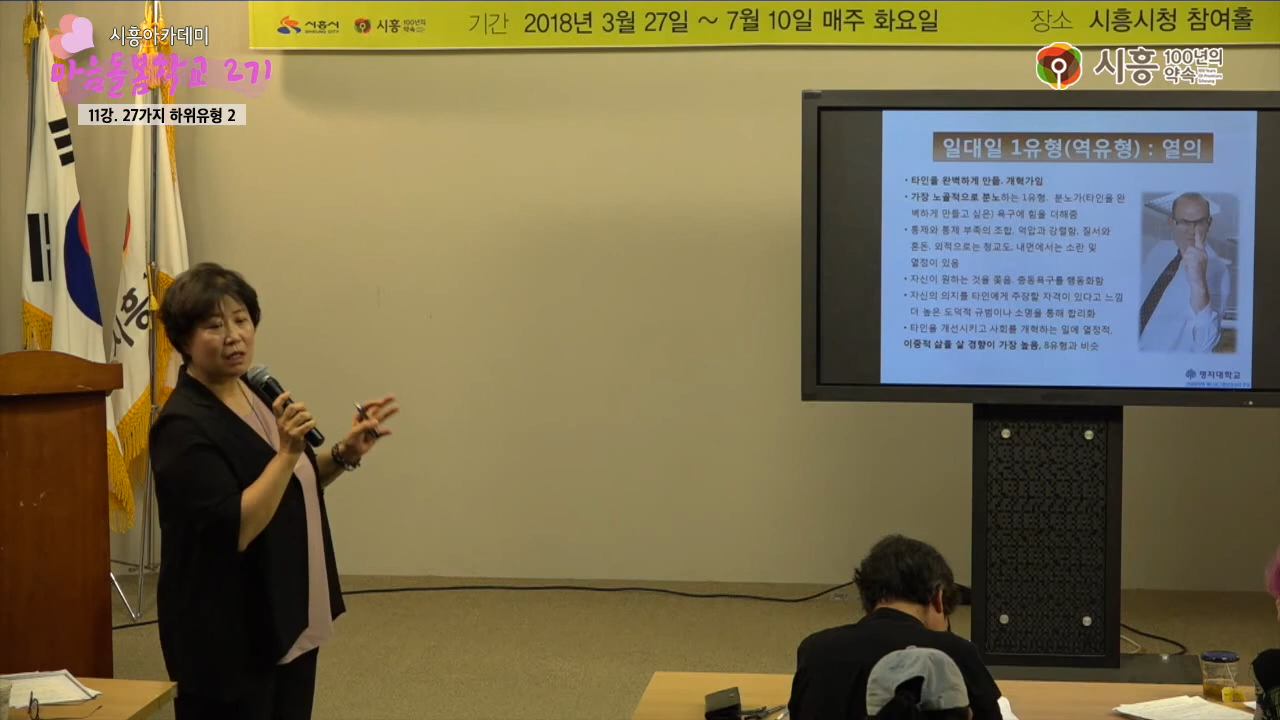 시흥시
SIHEUNG CITY
시흥 100년의 약속
기간 2018년 3월 27일 ~ 7월 10일 매주 화요일
장소 시흥시청 참여홀
시흥아카데미
마음돌봄학교 2기
11강. 27가지 하위유형 2
시흥 100년의 약속
일대일 1유형(역유형) : 열의
• 타인을 완벽하게 만듦. 개혁가임
• 가장 노골적으로 분노하는 1유형. 분노가(타인을 완
벽하게 만들고 싶은) 욕구에 힘을 더해줌
• 통제와 통제 부족의 조합. 억압과 강렬함. 질서와
혼돈. 외적으로는 청교도, 내면에서는 소란 및
열정이 있음
• 자신이 원하는 것을 쫓음. 충동욕구를 행동화함
• 자신의 의지를 타인에게 주장할 자격이 있다고 느낌
더 높은 도덕적 규범이나 소명을 통해 합리화
• 타인을 개선시키고 사회를 개혁하는 일에 열정적.
이중적 삶을 살 경향이 가장 높음, 8유형과 비슷
명지대학교